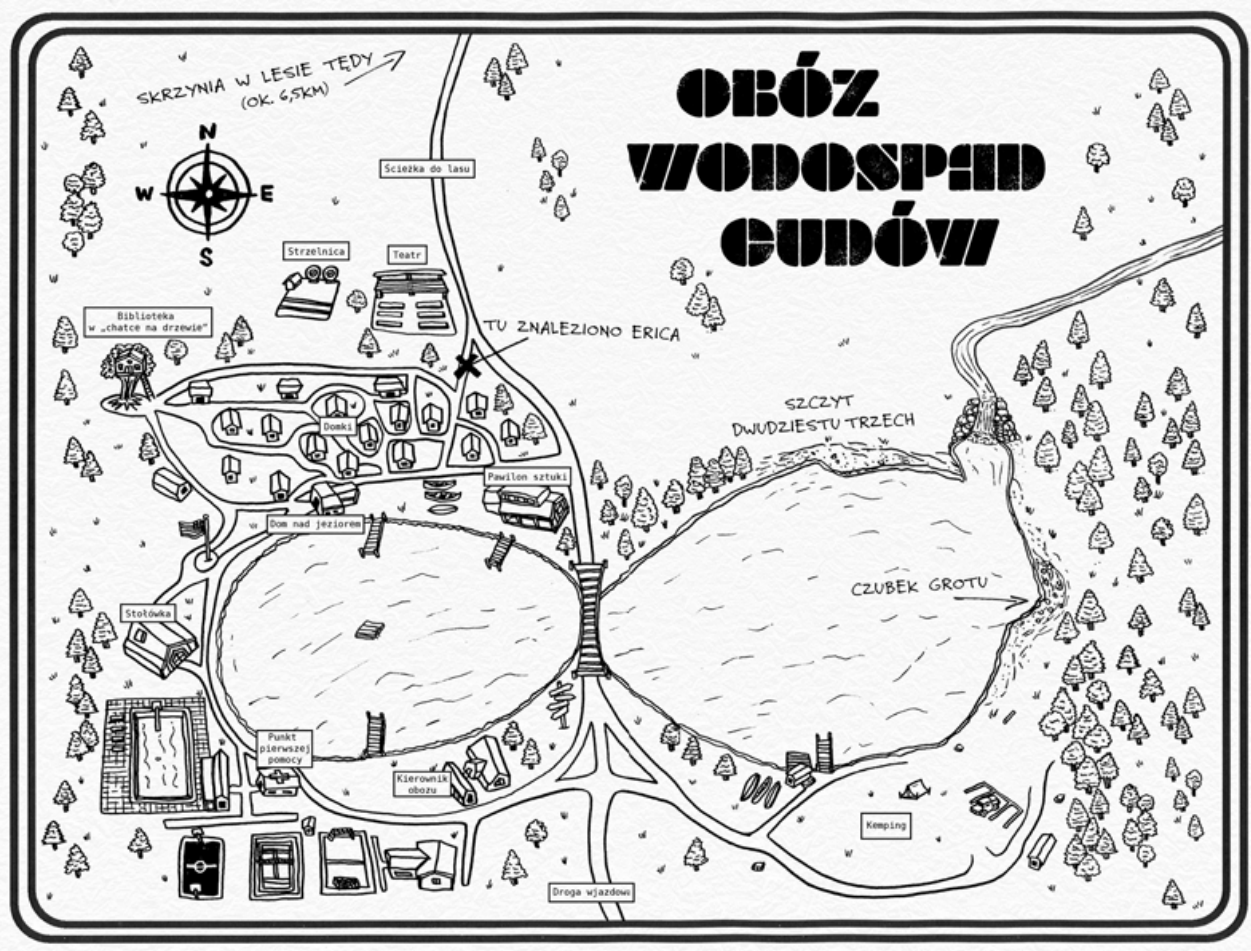 SKRZYNIA W LESIE TĘDY
(OK. 6,5KM)
OBÓZ
WODOSPAD
CUDÓW
N
W
E
S
Ścieżka do lasu
Strzelnica
Teatr
Biblioteka
w „chatce na drzewie”
TU ZNALEZIONO ERICA
SZCZYT
DWUDZIESTU TRZECH
Domki
Pawilon sztuki
Dom nad jeziorem
CZUBEK GROTU
Stołówka
Punkt
pierwszej
pomocy
Kierownik
obozu
Kemping
Droga wjazdowa